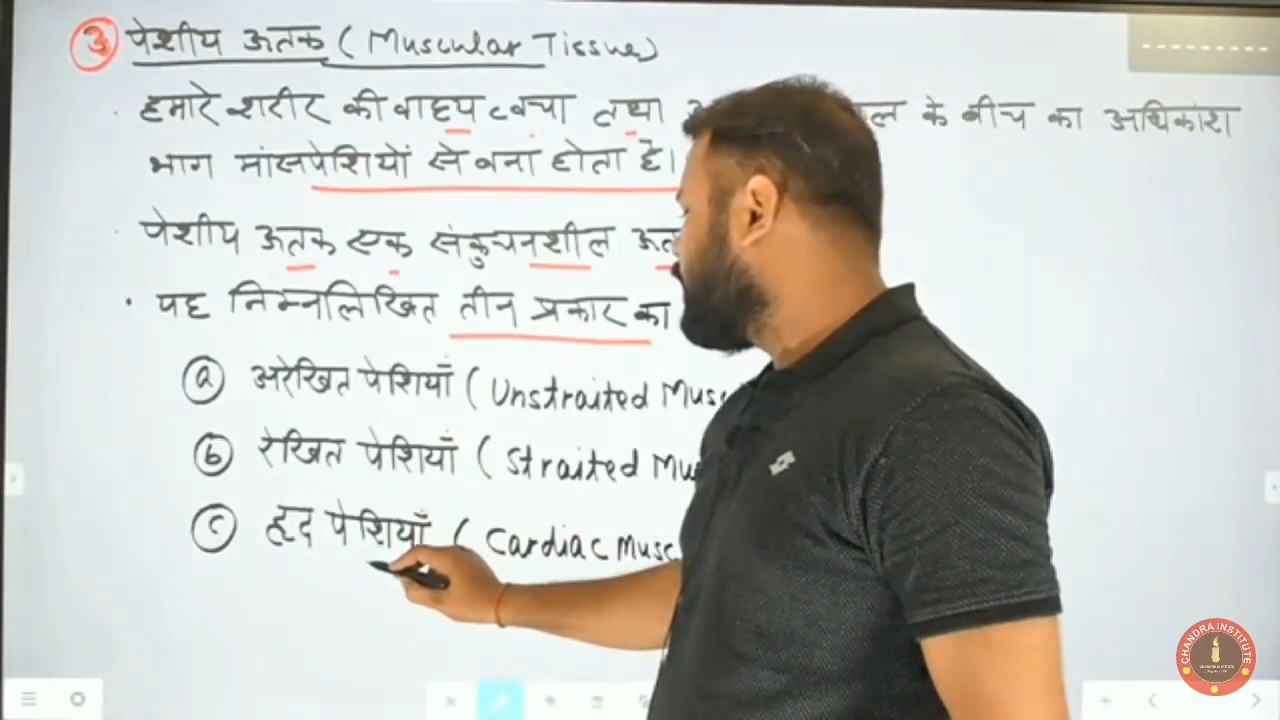 3 पेशीय ऊतक (Muscular Tissue)
· हमारे शरीर की वाह्य त्वचा तथा के बीच का अधिकांश
भाग मांसपेशियों से बना होता है।
· पेशीय ऊतक एक संकुचनशील
· यह निम्नलिखित तीन प्रकार का
(a) अरेखित पेशियाँ (Unstraited
(b) रेखित पेशियाँ (Straited
(c) हृद पेशियाँ (Cardiac
CHANDRA INSTITUTE